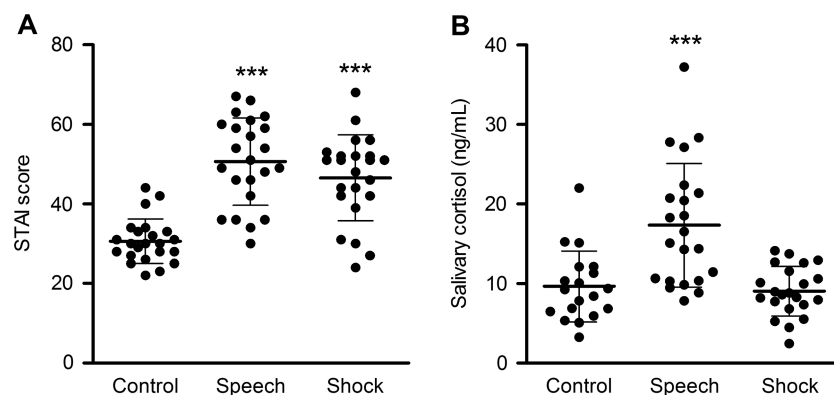 A
STAI score
80
60
40
20
0
***
***
Control
Speech
Shock
B
Salivary cortisol (ng/mL)
40
30
20
10
0
***
Control
Speech
Shock